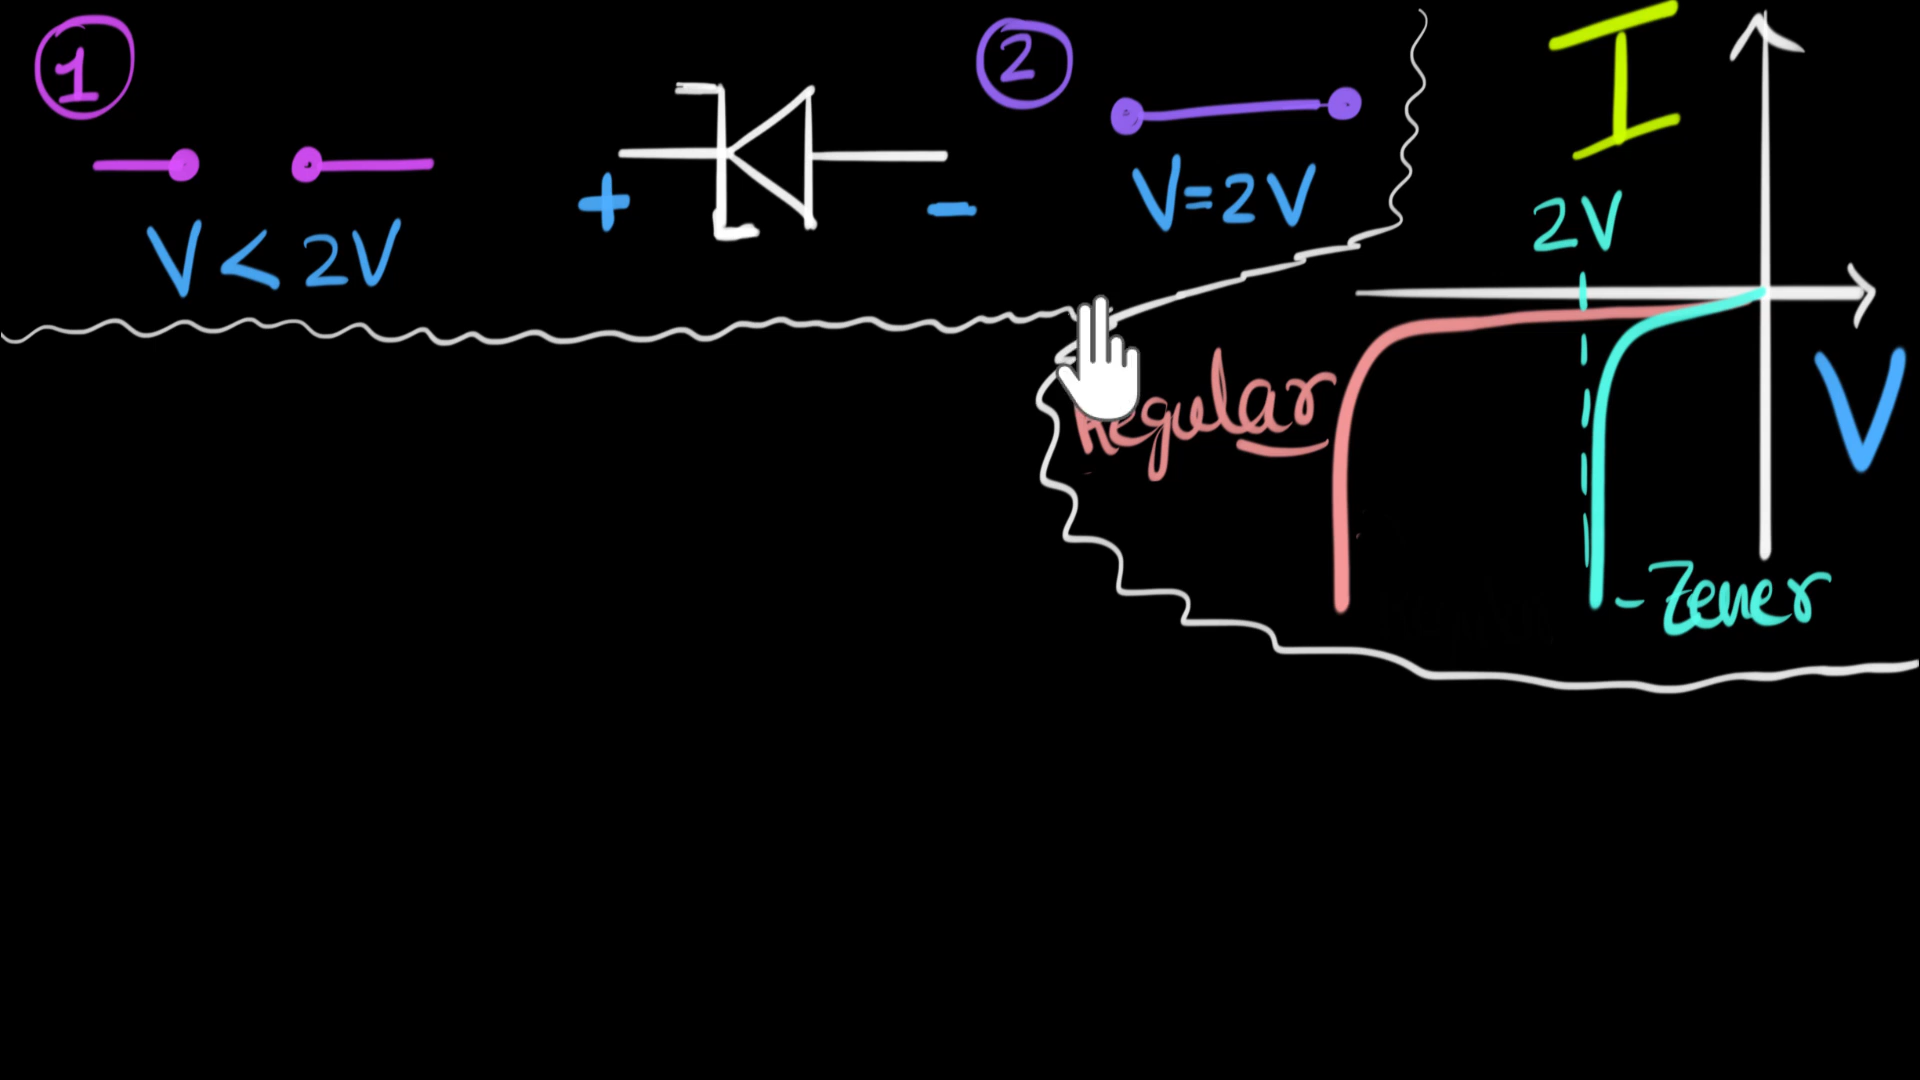 1
V < 2V
+
-
2
V=2V
I
2V
V
Regular
- Zener